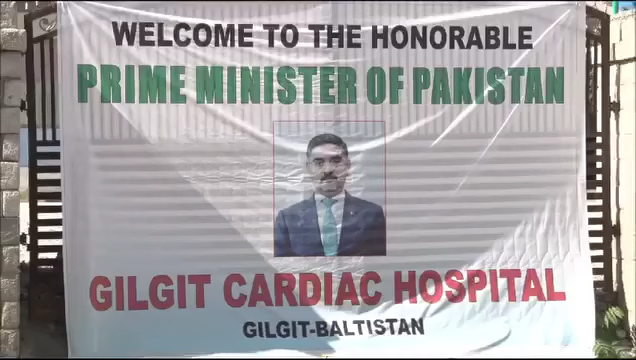 WELCOME TO THE HONORABLE
PRIME MINISTER OF PAKISTAN
GILGIT CARDIAC HOSPITAL
GILGIT-BALTISTAN